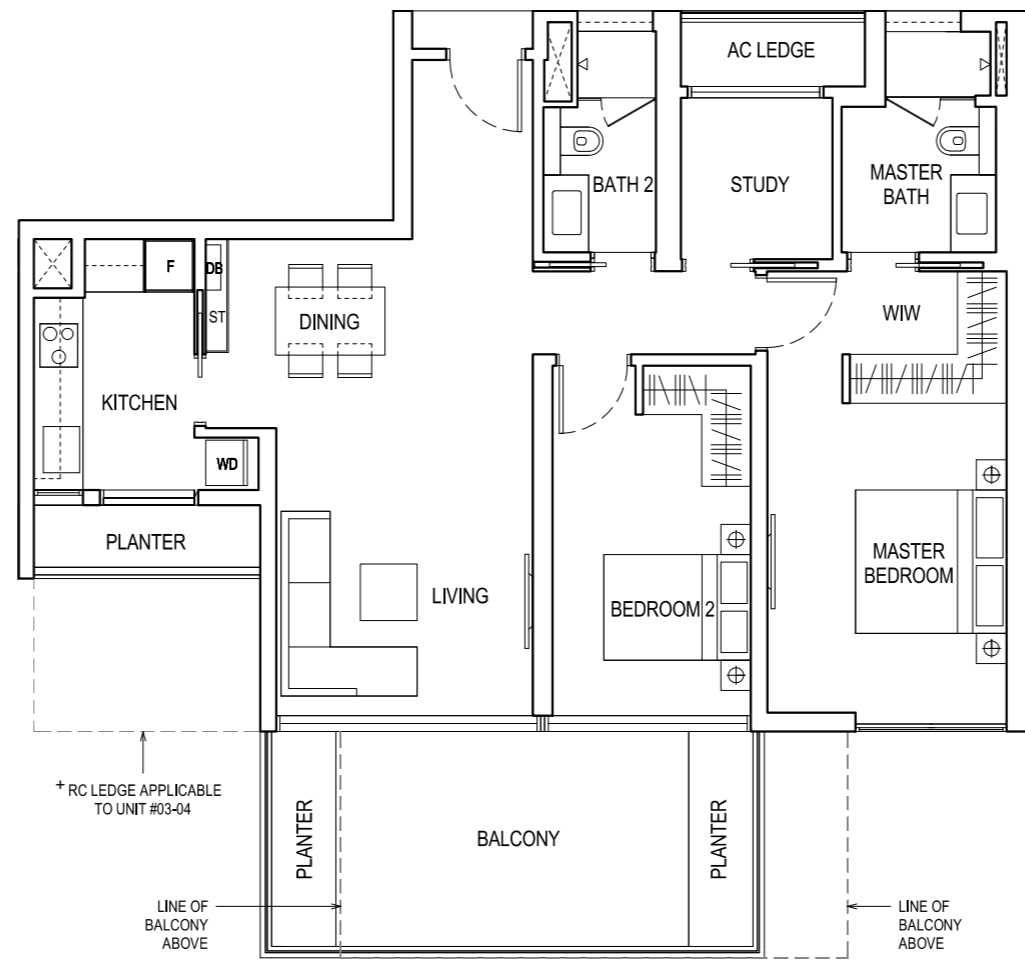 AC LEDGE
BATH 2
STUDY
MASTER
BATH
F
DB
ST
DINING
WIW
KITCHEN
WD
PLANTER
LIVING
BEDROOM 2
MASTER
BEDROOM
+ RC LEDGE APPLICABLE
TO UNIT #03-04
PLANTER
BALCONY
PLANTER
LINE OF
BALCONY
ABOVE
LINE OF
BALCONY
ABOVE